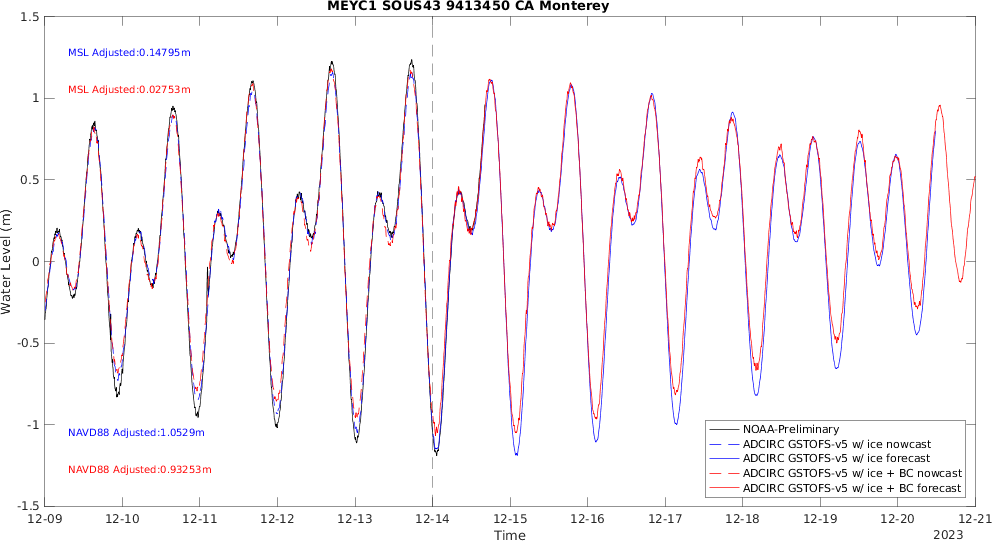 MEYC1 SOUS43 9413450 CA Monterey
1.5
1
0.5
0
-0.5
-1
-1.5
Water Level (m)
MSL Adjusted:0.14795m
MSL Adjusted:0.02753m
NAVD88 Adjusted:1.0529m
NAVD88 Adjusted:0.93253m
NOAA-Preliminary
ADCIRC GSTOFS-v5 w/ ice nowcast
ADCIRC GSTOFS-v5 w/ ice forecast
ADCIRC GSTOFS-v5 w/ ice + BC nowcast
ADCIRC GSTOFS-v5 w/ ice + BC forecast
12-09 12-10 12-11 12-12 12-13 12-14 12-15 12-16 12-17 12-18 12-19 12-20 12-21
Time
2023